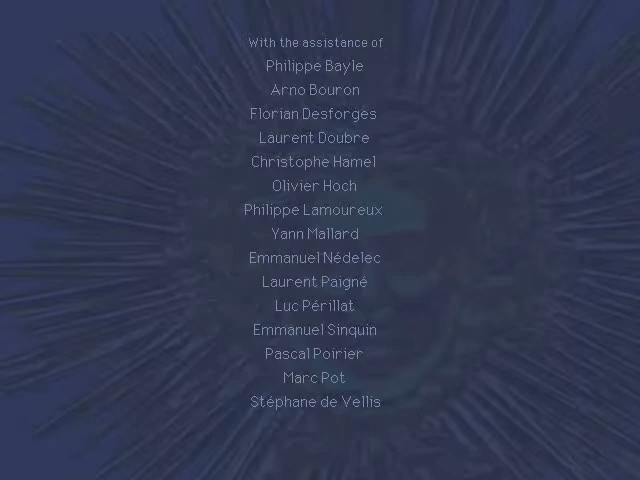 With the assistance of
Philippe Bayle
Arno Bouron
Florian Desforges
Laurent Doubre
Christophe Hamel
Olivier Hoch
Philippe Lamoureux
Yann Mallard
Emmanuel Nédelec
Laurent Paigné
Luc Périllat
Emmanuel Sinquin
Pascal Poirier
Marc Pot
Stéphane de Vellis